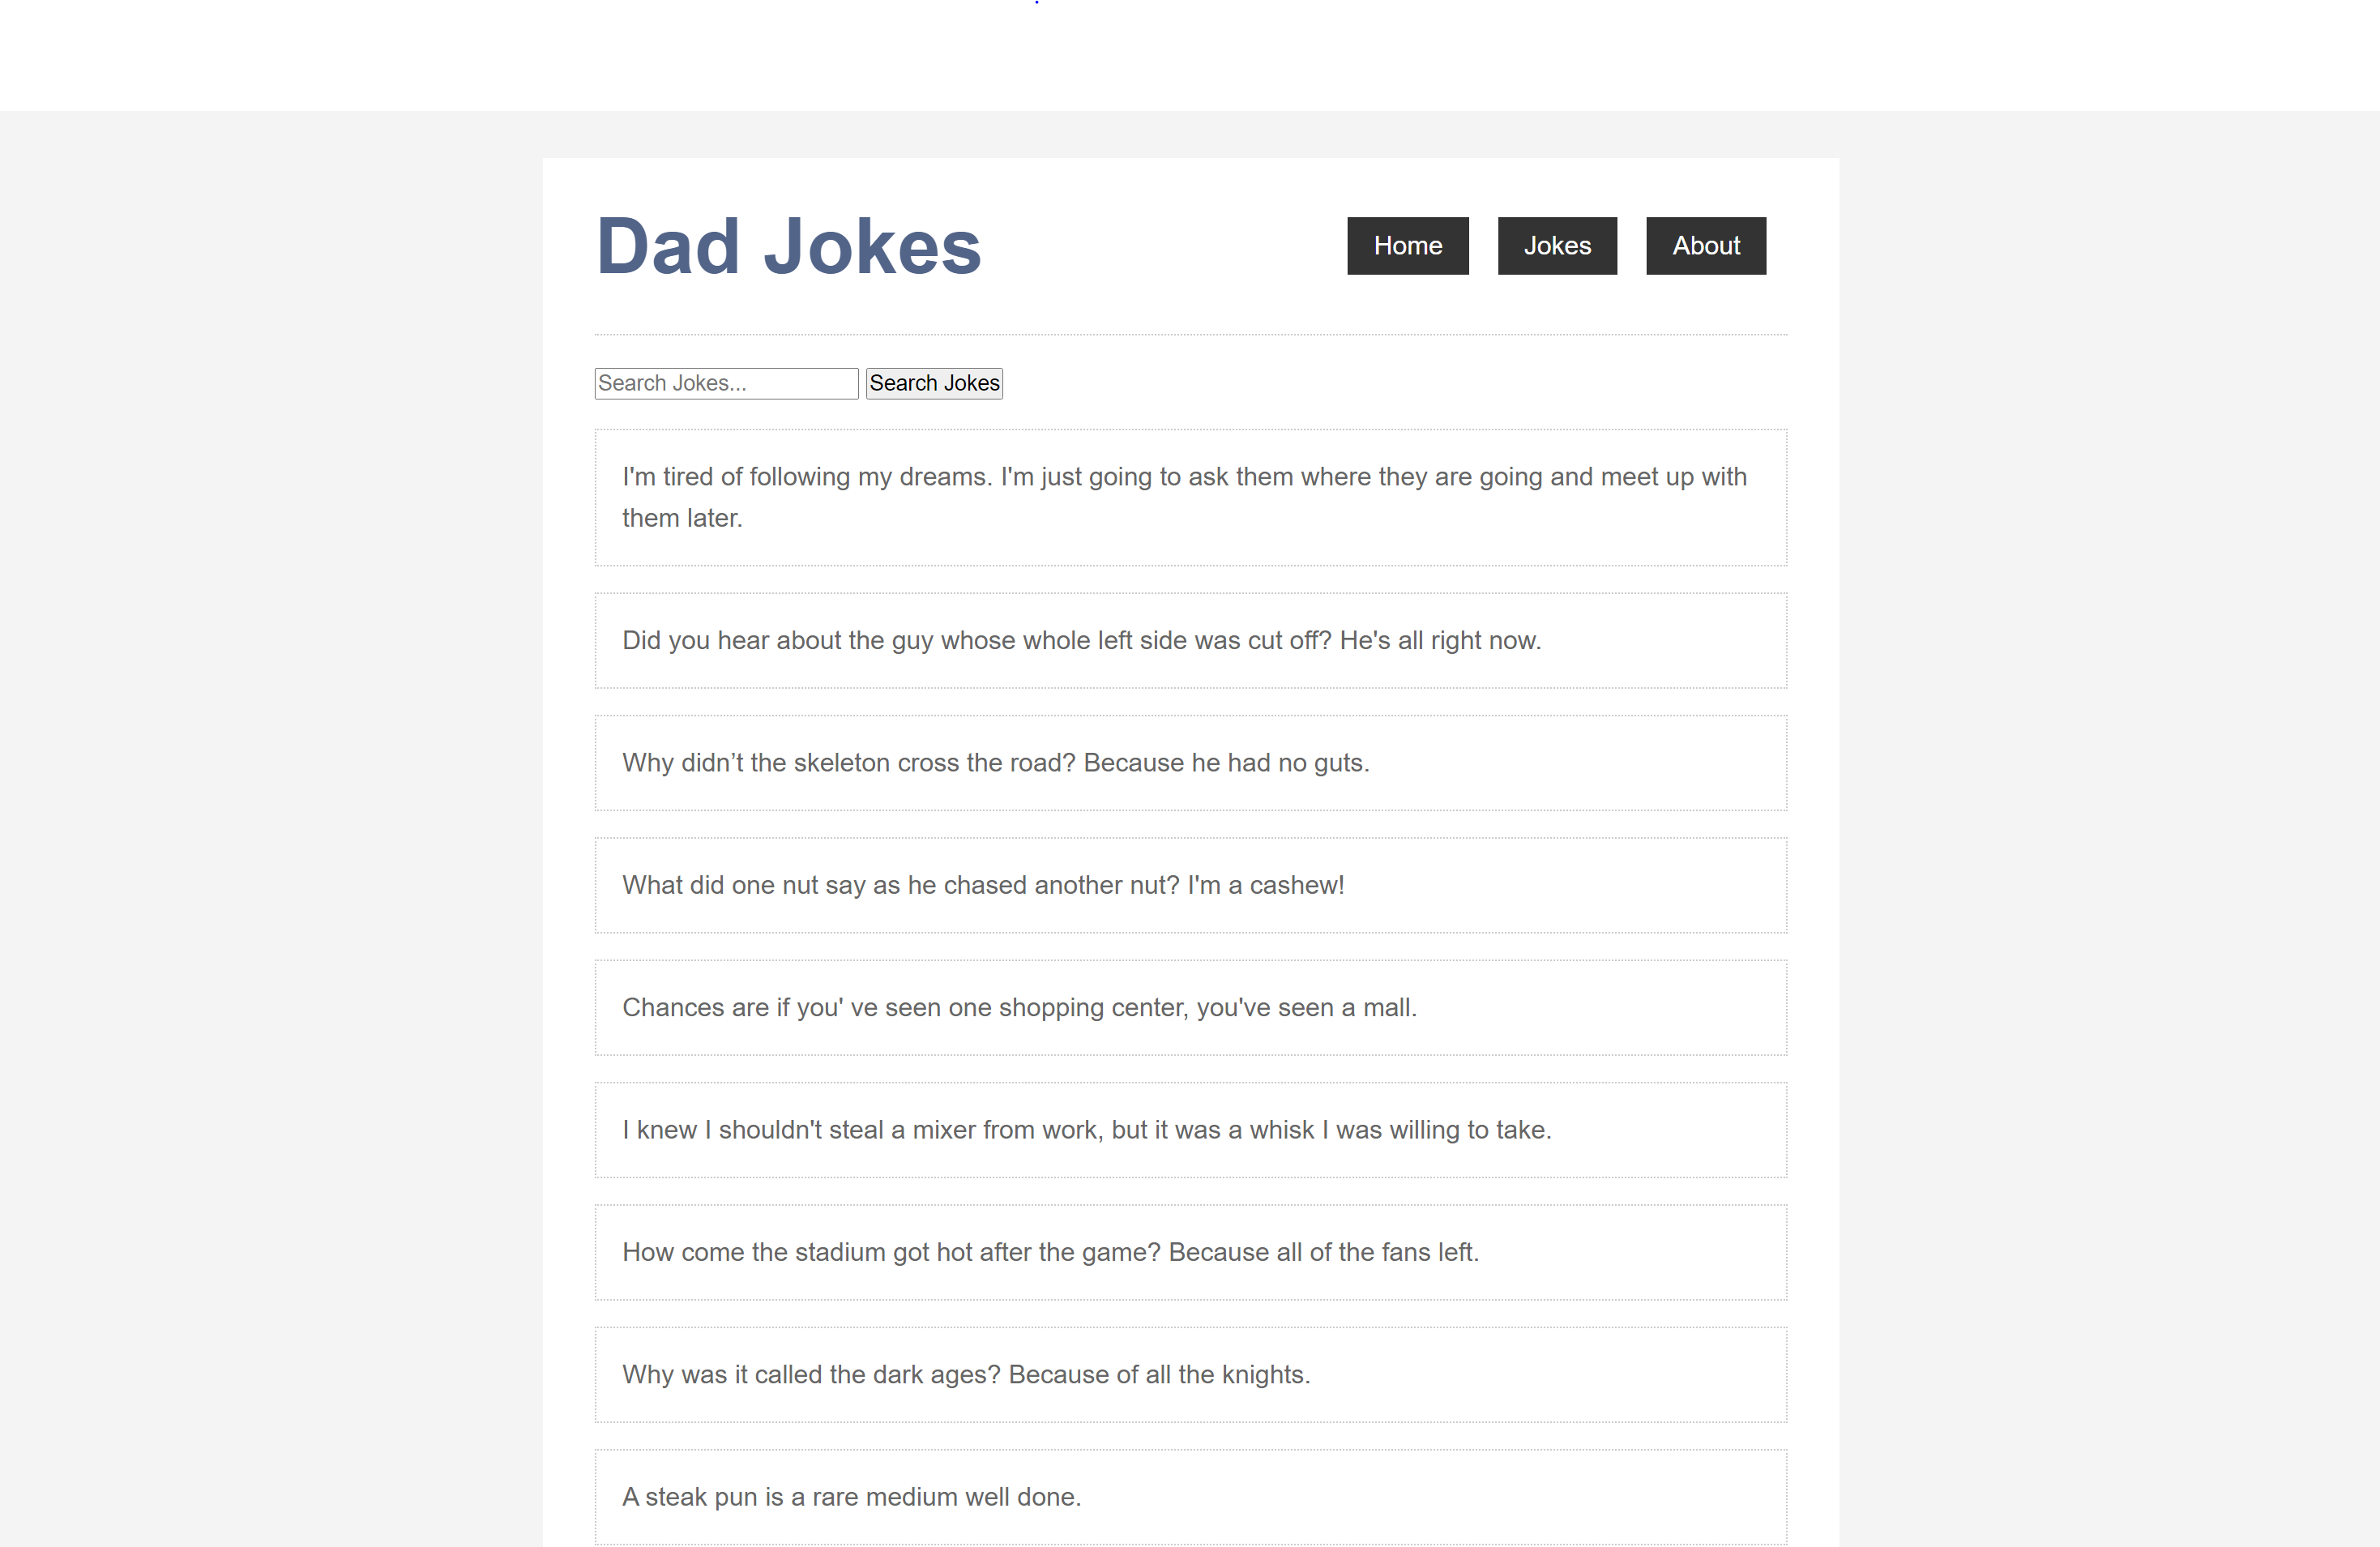 Dad Jokes
Home
Jokes
About
Search Jokes...
Search Jokes
I'm tired of following my dreams. I'm just going to ask them where they are going and meet up with
them later.
Did you hear about the guy whose whole left side was cut off? He's all right now.
Why didn’t the skeleton cross the road? Because he had no guts.
What did one nut say as he chased another nut? I'm a cashew!
Chances are if you' ve seen one shopping center, you've seen a mall.
I knew I shouldn't steal a mixer from work, but it was a whisk I was willing to take.
How come the stadium got hot after the game? Because all of the fans left.
Why was it called the dark ages? Because of all the knights.
A steak pun is a rare medium well done.